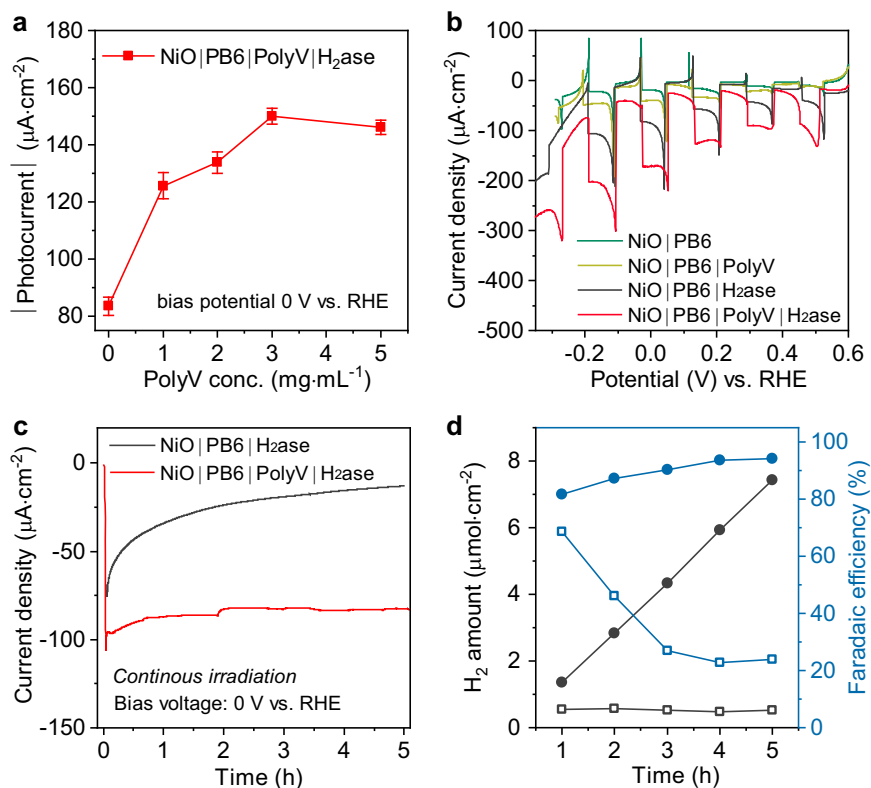 a
180
160
140
120
100
80
|Photocurrent| (μA·cm⁻²)
NiO|PB6|PolyV|H₂ase
bias potential 0 V vs. RHE
0 1 2 3 4 5
PolyV conc. (mg·mL⁻¹)
b
100
0
-100
-200
-300
-400
-500
Current density (μA·cm⁻²)
NiO|PB6
NiO|PB6|PolyV
NiO|PB6|H₂ase
NiO|PB6|PolyV|H₂ase
-0.2 0.0 0.2 0.4 0.6
Potential (V) vs. RHE
c
0
-50
-100
-150
Current density (μA·cm⁻²)
NiO|PB6|H₂ase
NiO|PB6|PolyV|H₂ase
Continous irradiation
Bias voltage: 0 V vs. RHE
0 1 2 3 4 5
Time (h)
d
8
6
4
2
0
H₂ amount (μmol·cm⁻²)
100
80
60
40
20
0
Faradaic efficiency (%)
1 2 3 4 5
Time (h)